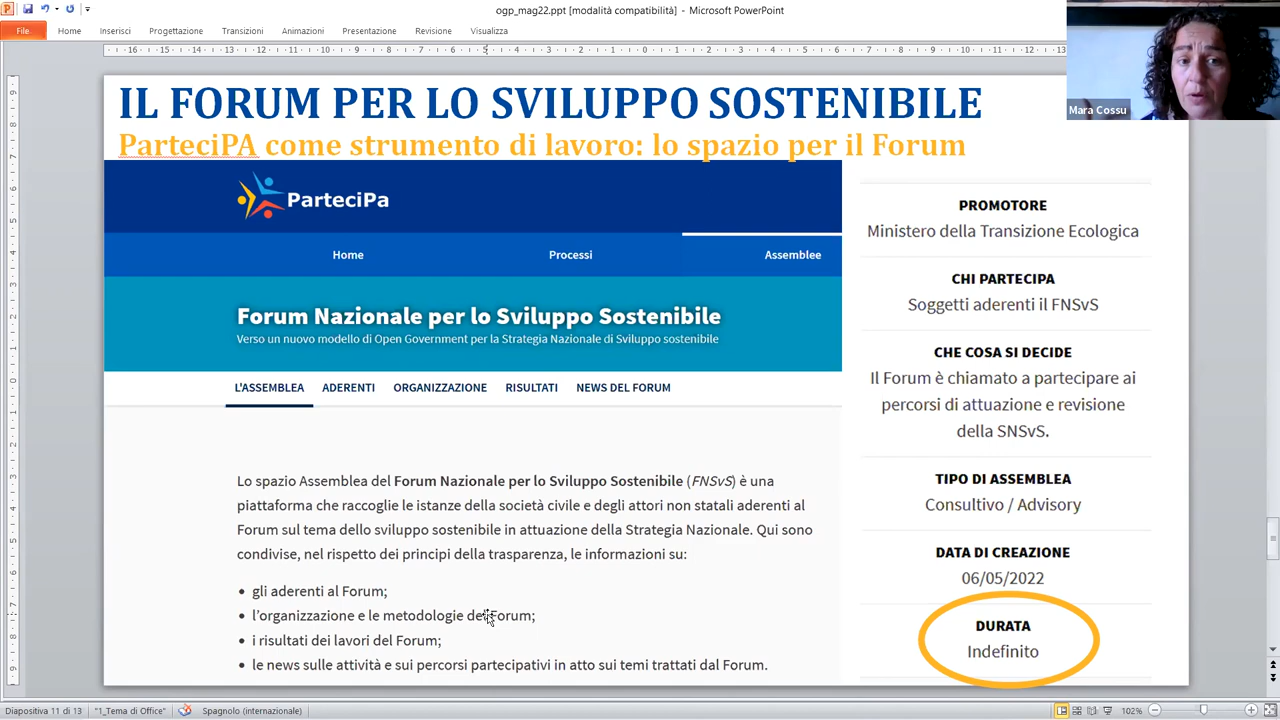 ogp_mag22.ppt [modalità compatibilità] - Microsoft PowerPoint
File
Home
Inserisci
Progettazione
Transizioni
Animazioni
Presentazione
Revisione
Visualizza
Mara Cossu
IL FORUM PER LO SVILUPPO SOSTENIBILE
ParteciPA come strumento di lavoro: lo spazio per il Forum
ParteciPa
Home
Processi
Assemblee
Forum Nazionale per lo Sviluppo Sostenibile
Verso un nuovo modello di Open Government per la Strategia Nazionale di Sviluppo sostenibile
L'ASSEMBLEA
ADERENTI
ORGANIZZAZIONE
RISULTATI
NEWS DEL FORUM
Lo spazio Assemblea del Forum Nazionale per lo Sviluppo Sostenibile (FNSvS) è una
piattaforma che raccoglie le istanze della società civile e degli attori non statali aderenti al
Forum sul tema dello sviluppo sostenibile in attuazione della Strategia Nazionale. Qui sono
condivise, nel rispetto dei principi della trasparenza, le informazioni su:
• gli aderenti al Forum;
• l’organizzazione e le metodologie del Forum;
• i risultati dei lavori del Forum;
• le news sulle attività e sui percorsi partecipativi in atto sui temi trattati dal Forum.
PROMOTORE
Ministero della Transizione Ecologica
CHI PARTECIPA
Soggetti aderenti il FNSvS
CHE COSA SI DECIDE
Il Forum è chiamato a partecipare ai
percorsi di attuazione e revisione
della SNSvS.
TIPO DI ASSEMBLEA
Consultivo / Advisory
DATA DI CREAZIONE
06/05/2022
DURATA
Indefinito
Diapositiva 11 di 13
"1_Tema di Office"
Spagnolo (internazionale)
102%